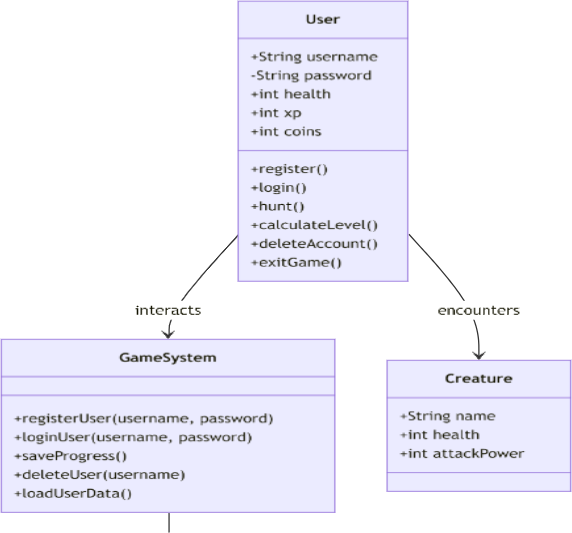 User
+String username
-String password
+int health
+int xp
+int coins
+register()
+login()
+hunt()
+calculateLevel()
+deleteAccount()
+exitGame()
interacts
encounters
GameSystem
+registerUser(username, password)
+loginUser(username, password)
+saveProgress()
+deleteUser(username)
+loadUserData()
Creature
+String name
+int health
+int attackPower